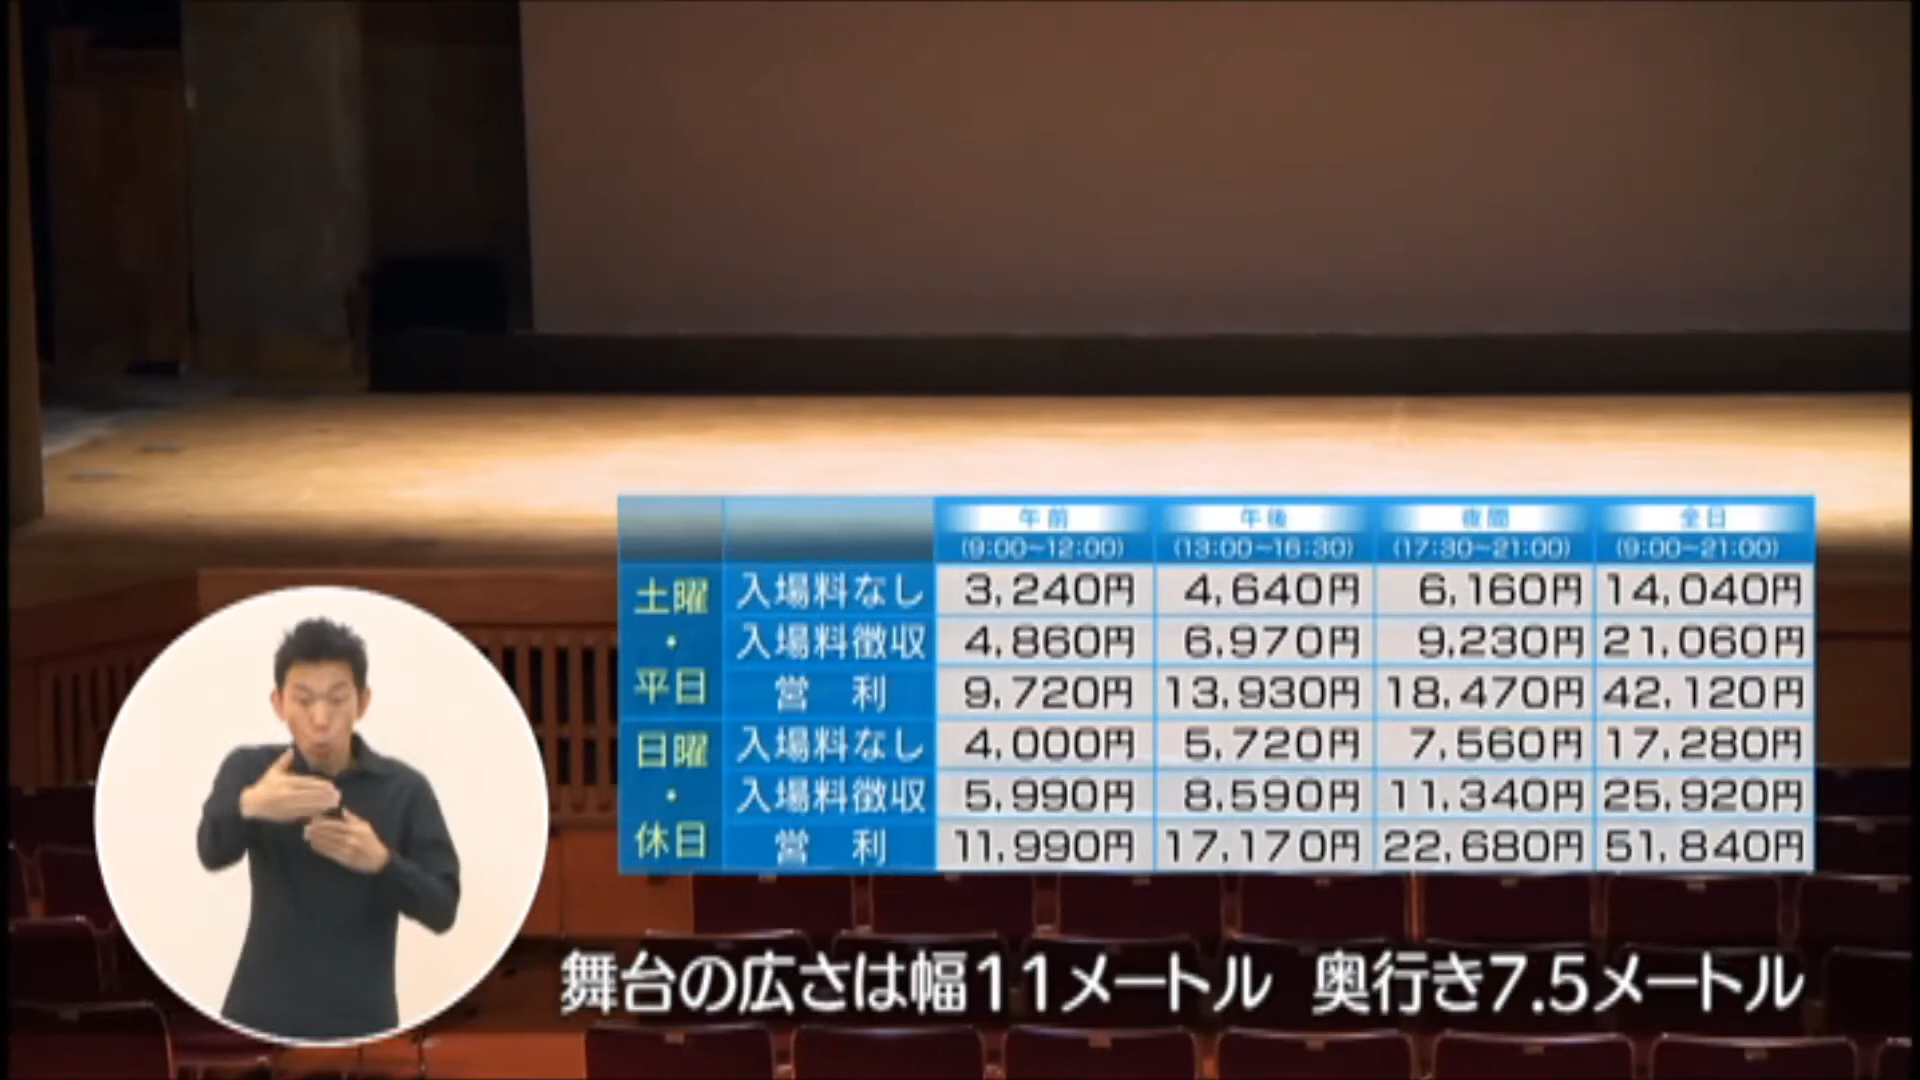 午前 午後 夜間 全日
(9:00~12:00) (13:00~16:30) (17:30~21:00) (9:00~21:00)
土曜・平日
入場料なし 3,240円 4,640円 6,160円 14,040円
入場料徴収 4,860円 6,970円 9,230円 21,060円
営 利 9,720円 13,930円 18,470円 42,120円
日曜・休日
入場料なし 4,000円 5,720円 7,560円 17,280円
入場料徴収 5,990円 8,590円 11,340円 25,920円
営 利 11,990円 17,170円 22,680円 51,840円
舞台の広さは幅11メートル 奥行き7.5メートル